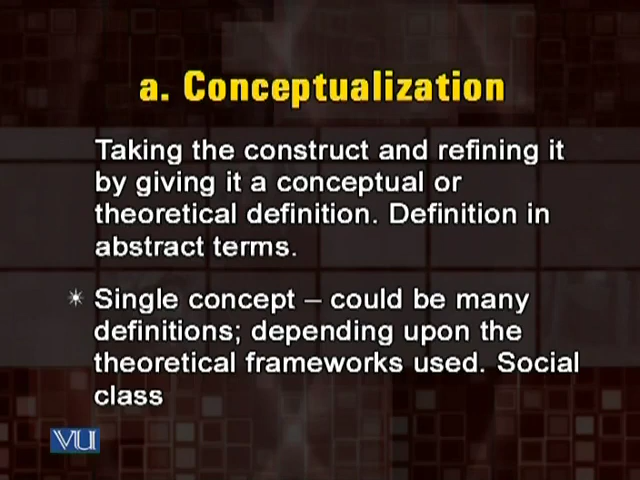 a. Conceptualization
Taking the construct and refining it
by giving it a conceptual or
theoretical definition. Definition in
abstract terms.
Single concept – could be many
definitions; depending upon the
theoretical frameworks used. Social
class
VU